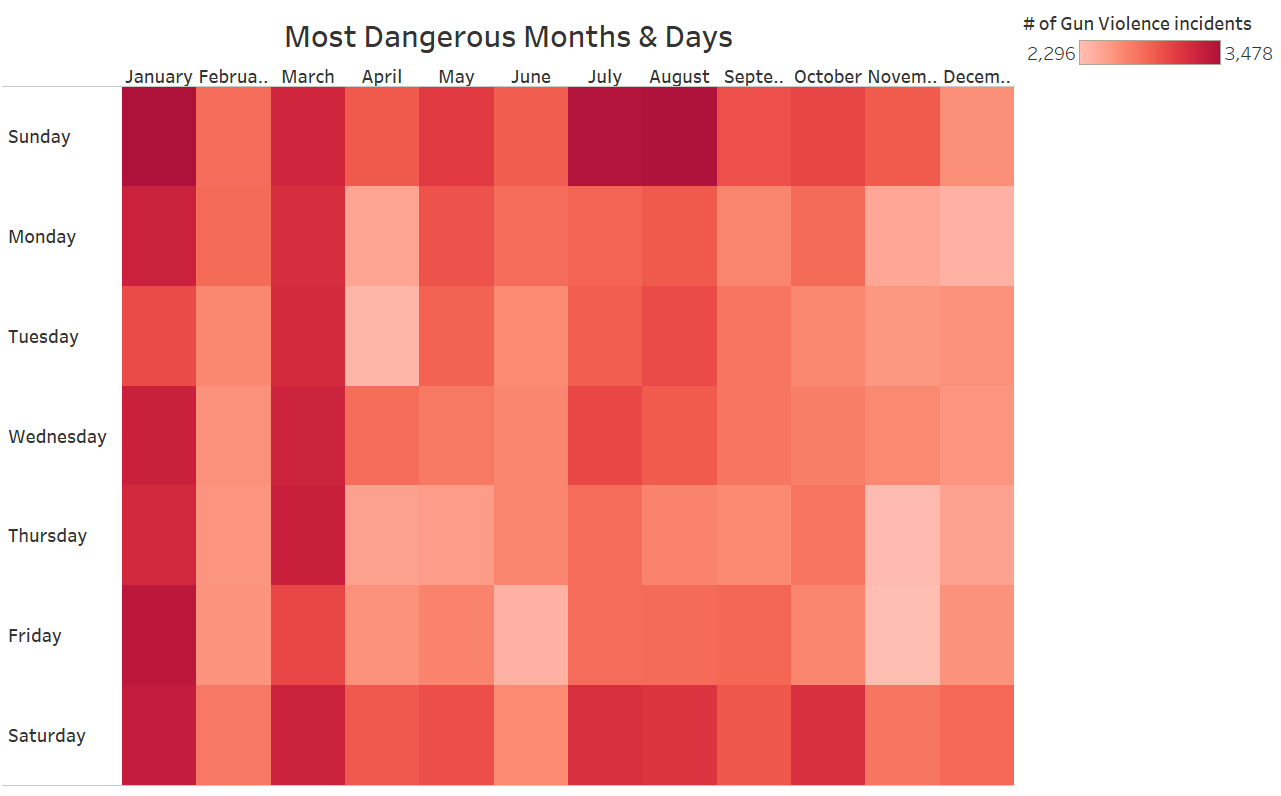 Most Dangerous Months & Days
# of Gun Violence incidents
2,296 3,478
January Februa.. March April May June July August Septe.. October Novem.. Decem..
Sunday
Monday
Tuesday
Wednesday
Thursday
Friday
Saturday